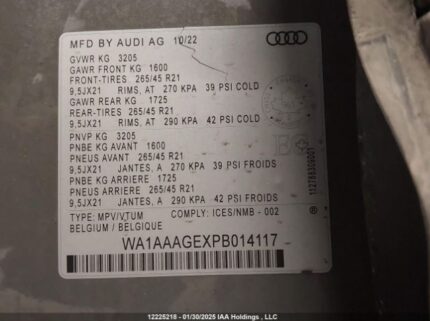 MFD BY AUDI AG 10/22
GVWR KG 3205
GAWR FRONT KG 1600
FRONT-TIRES 265/45 R21
9,5JX21 RIMS, AT 270 KPA 39 PSI COLD
GAWR REAR KG 1725
REAR-TIRES 265/45 R21
9,5JX21 RIMS, AT 290 KPA 42 PSI COLD
PNVP KG 3205
PNBE KG AVANT 1600
PNEUS AVANT 265/45 R21
9,5JX21 JANTES, A 270 KPA 39 PSI FROIDS
PNBE KG ARRIERE 1725
PNEUS ARRIERE 265/45 R21
9,5JX21 JANTES, A 290 KPA 42 PSI FROIDS
TYPE: MPV/VTUM COMPLY: ICES/NMB - 002
BELGIUM / BELGIQUE
WA1AAAGEXPB014117
®
12225218 - 01/30/2025 IAA Holdings , LLC